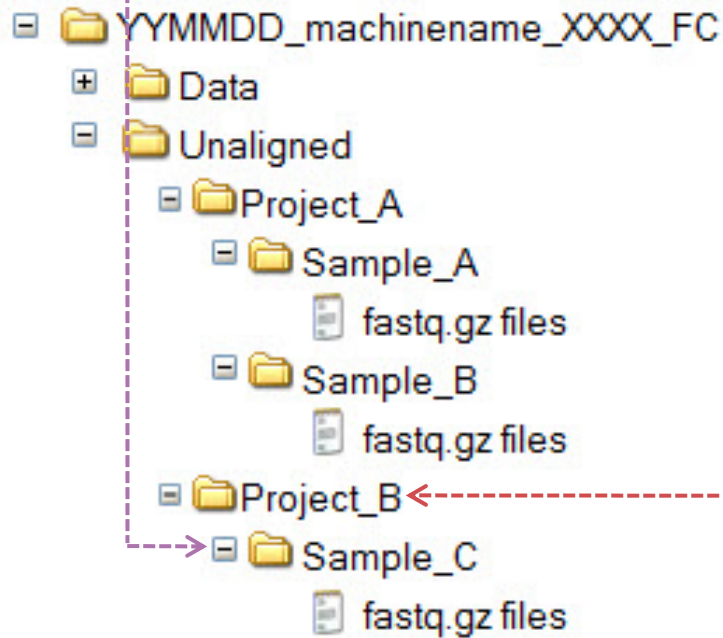 YYMMDD_machinename_XXXX_FC
Data
Unaligned
Project_A
Sample_A
fastq.gz files
Sample_B
fastq.gz files
Project_B
Sample_C
fastq.gz files